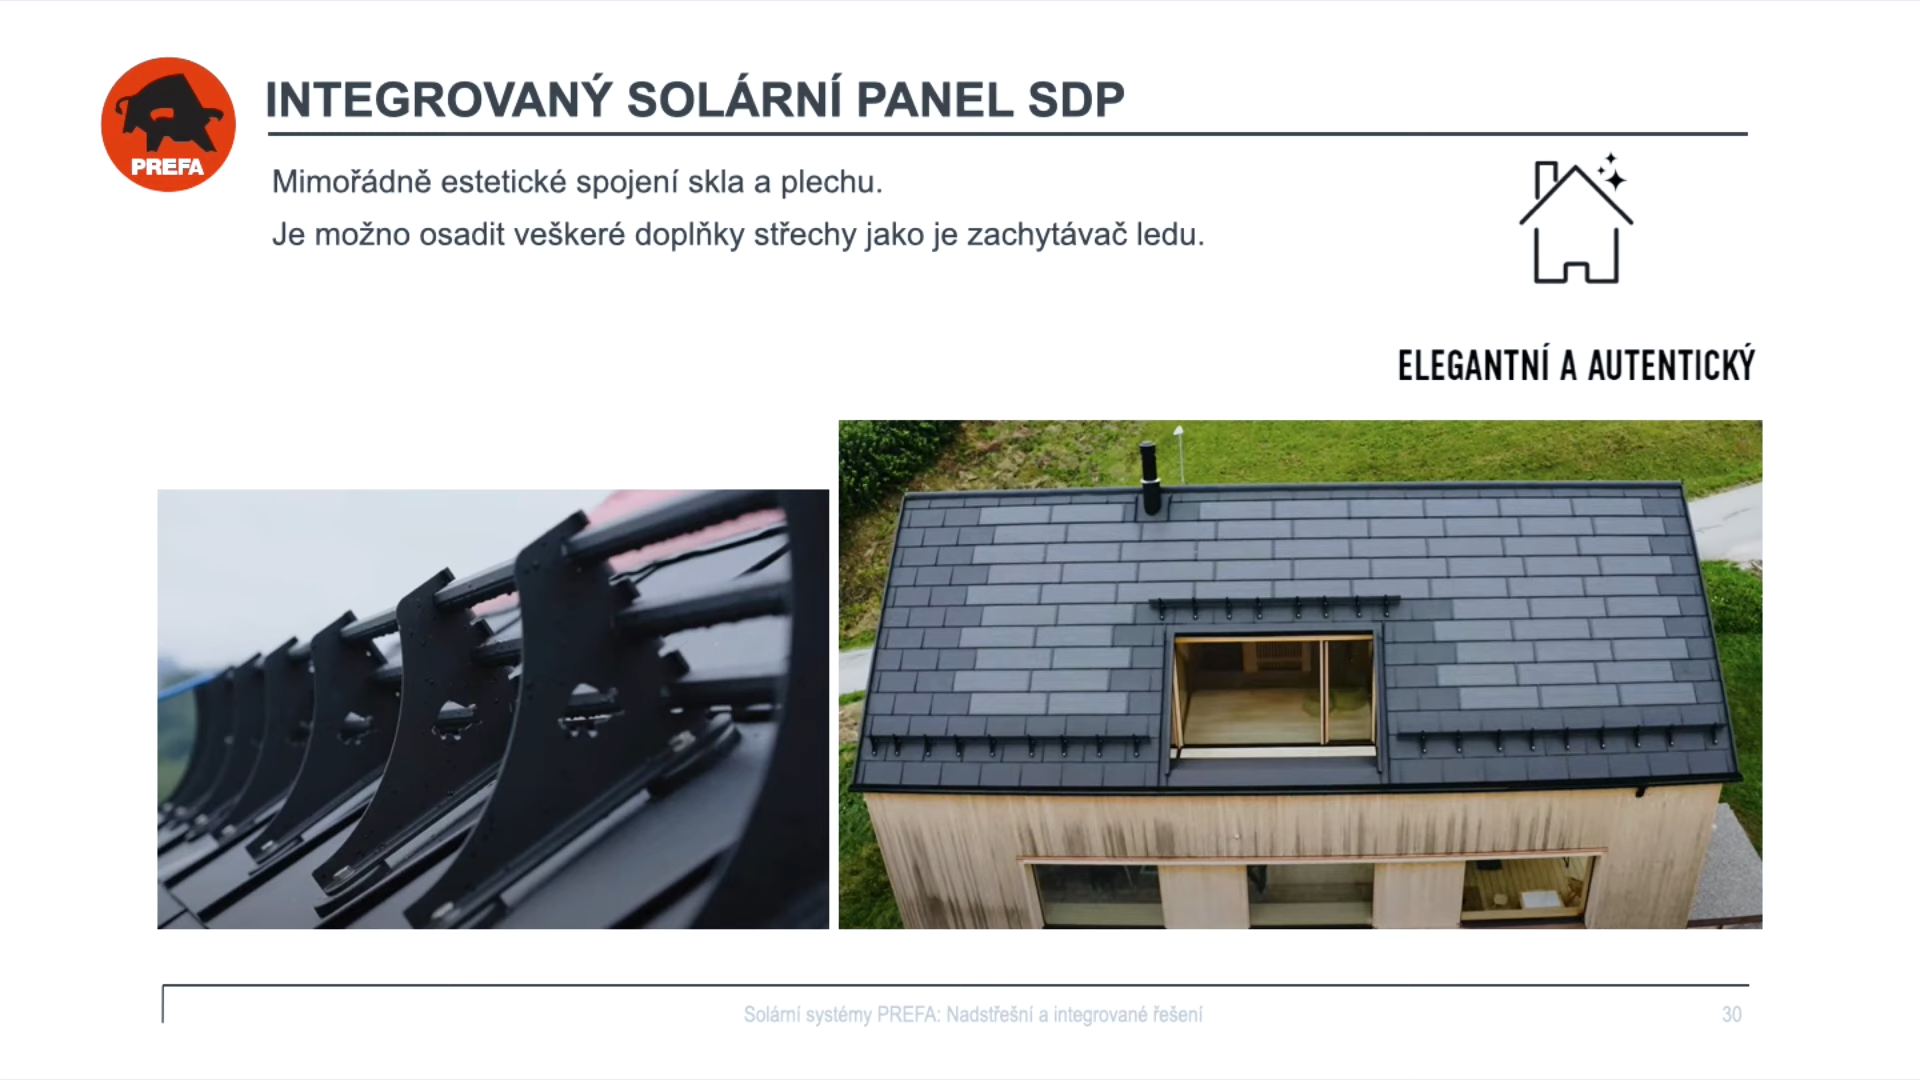 PREFA
INTEGROVANÝ SOLÁRNÍ PANEL SDP
Mimořádně estetické spojení skla a plechu.
Je možno osadit veškeré doplňky střechy jako je zachytávač ledu.
ELEGANTNÍ A AUTENTICKÝ
Solární systémy PREFA: Nadstřešní a integrované řešení
30